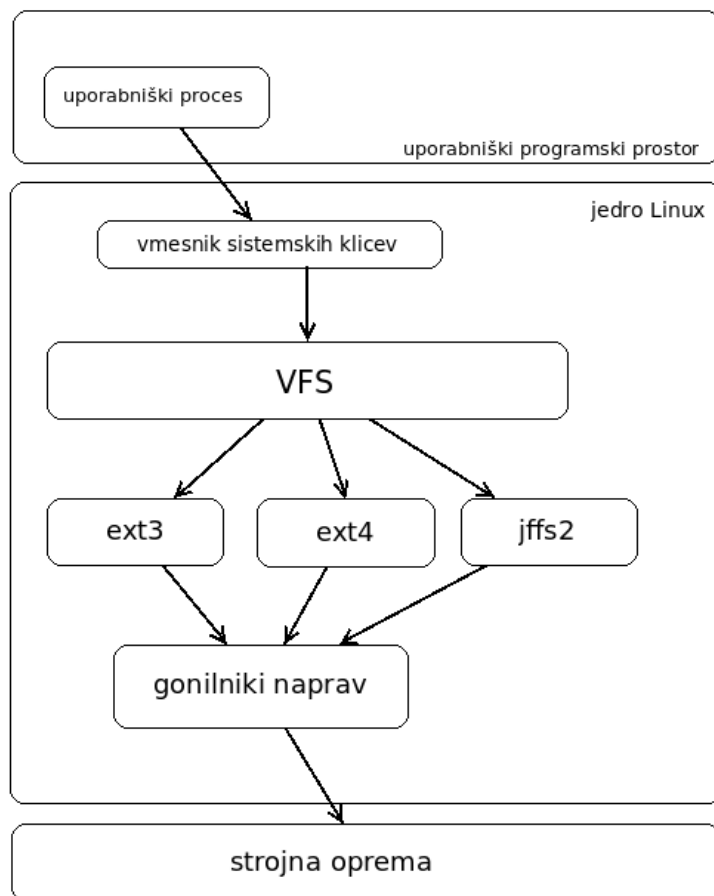 uporabniški proces
uporabniški programski prostor
jedro Linux
vmesnik sistemskih klicev
VFS
ext3
ext4
jffs2
gonilniki naprav
strojna oprema